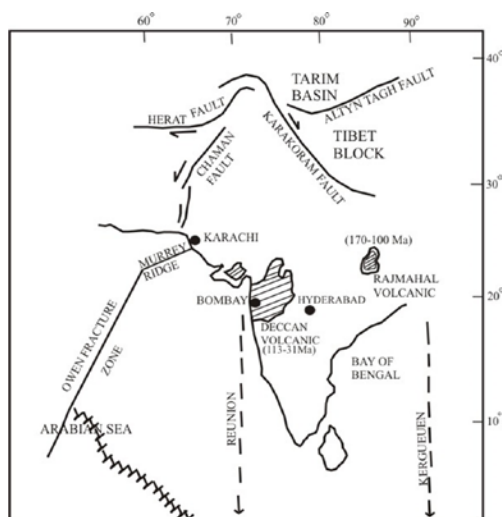 60° 70° 80° 90°
40°
TARIM
BASIN
ALTYN TAGH FAULT
HERAT FAULT
TIBET
BLOCK
KARAKORAM FAULT
CHAMAN
FAULT
30°
KARACHI
(170-100 Ma)
MURREY
RIDGE
RAJMAHAL
VOLCANIC
BOMBAY
HYDERABAD
20°
DECCAN
VOLCANIC
(113-31Ma)
OWEN FRACTURE
ZONE
BAY OF
BENGAL
REUNION
KERGUEUEN
ARABIAN SEA
10°